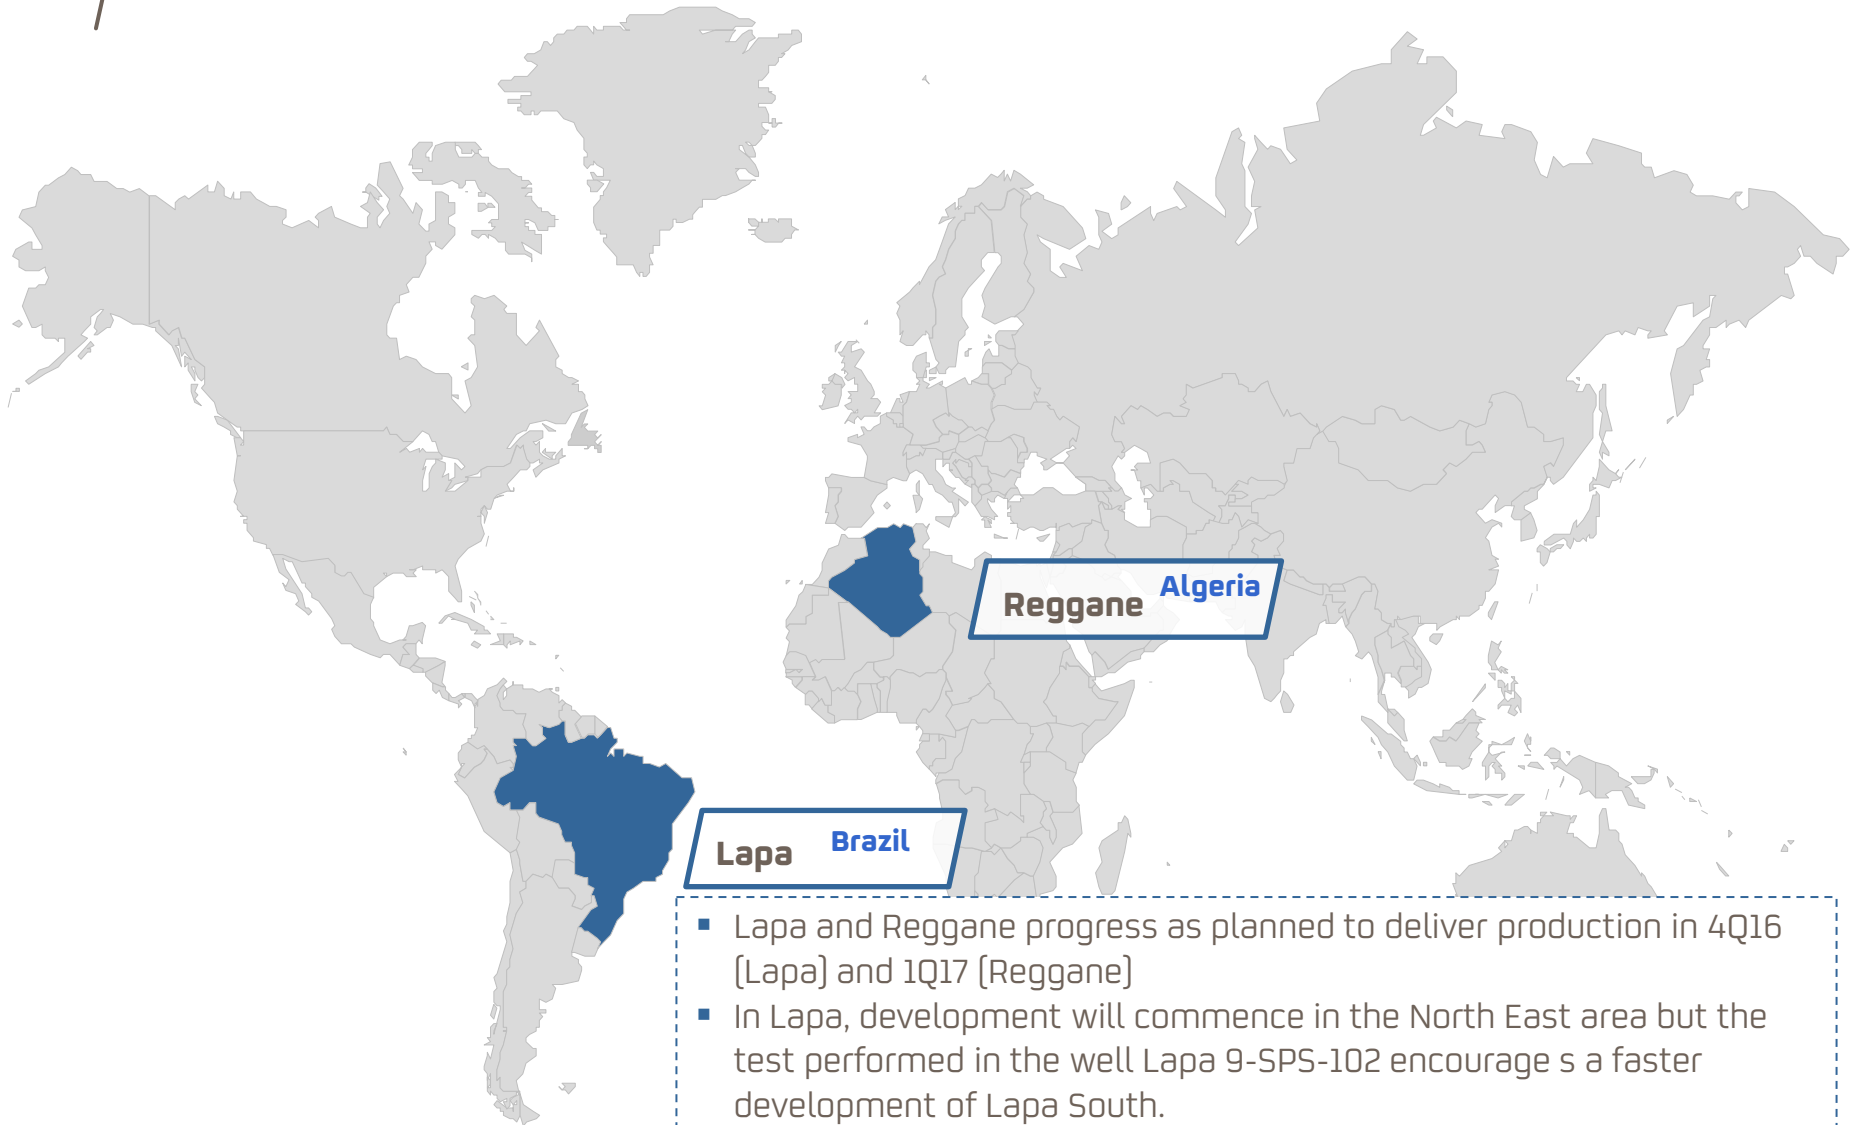 Algeria
Reggane
Brazil
Lapa
▪ Lapa and Reggane progress as planned to deliver production in 4Q16
(Lapa) and 1Q17 (Reggane)
▪ In Lapa, development will commence in the North East area but the
test performed in the well Lapa 9-SPS-102 encourage s a faster
development of Lapa South.